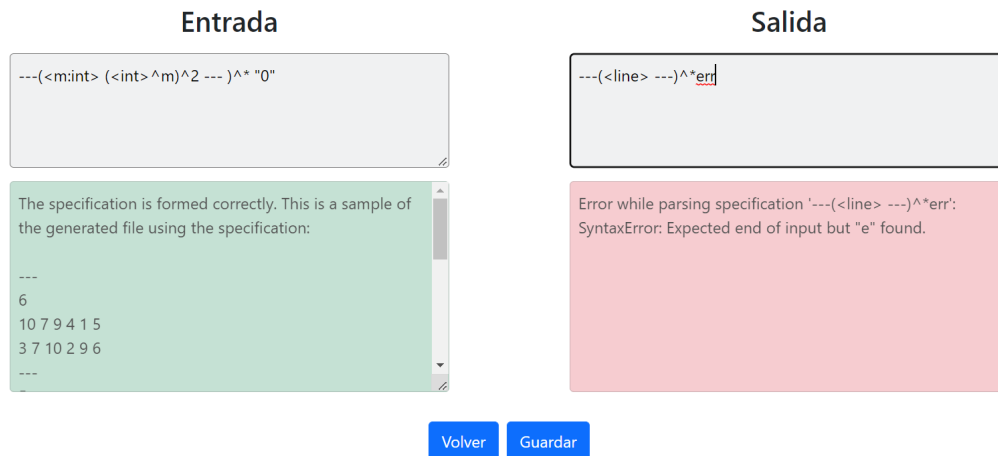 Entrada
Salida
---(<m:int> (<int>^m)^2 --- )^* "0"
---(<line> ---)^*err
The specification is formed correctly. This is a sample of
the generated file using the specification:
---
6
10 7 9 4 1 5
3 7 10 2 9 6
---
Error while parsing specification '---(<line> ---)^*err':
SyntaxError: Expected end of input but "e" found.
Volver
Guardar